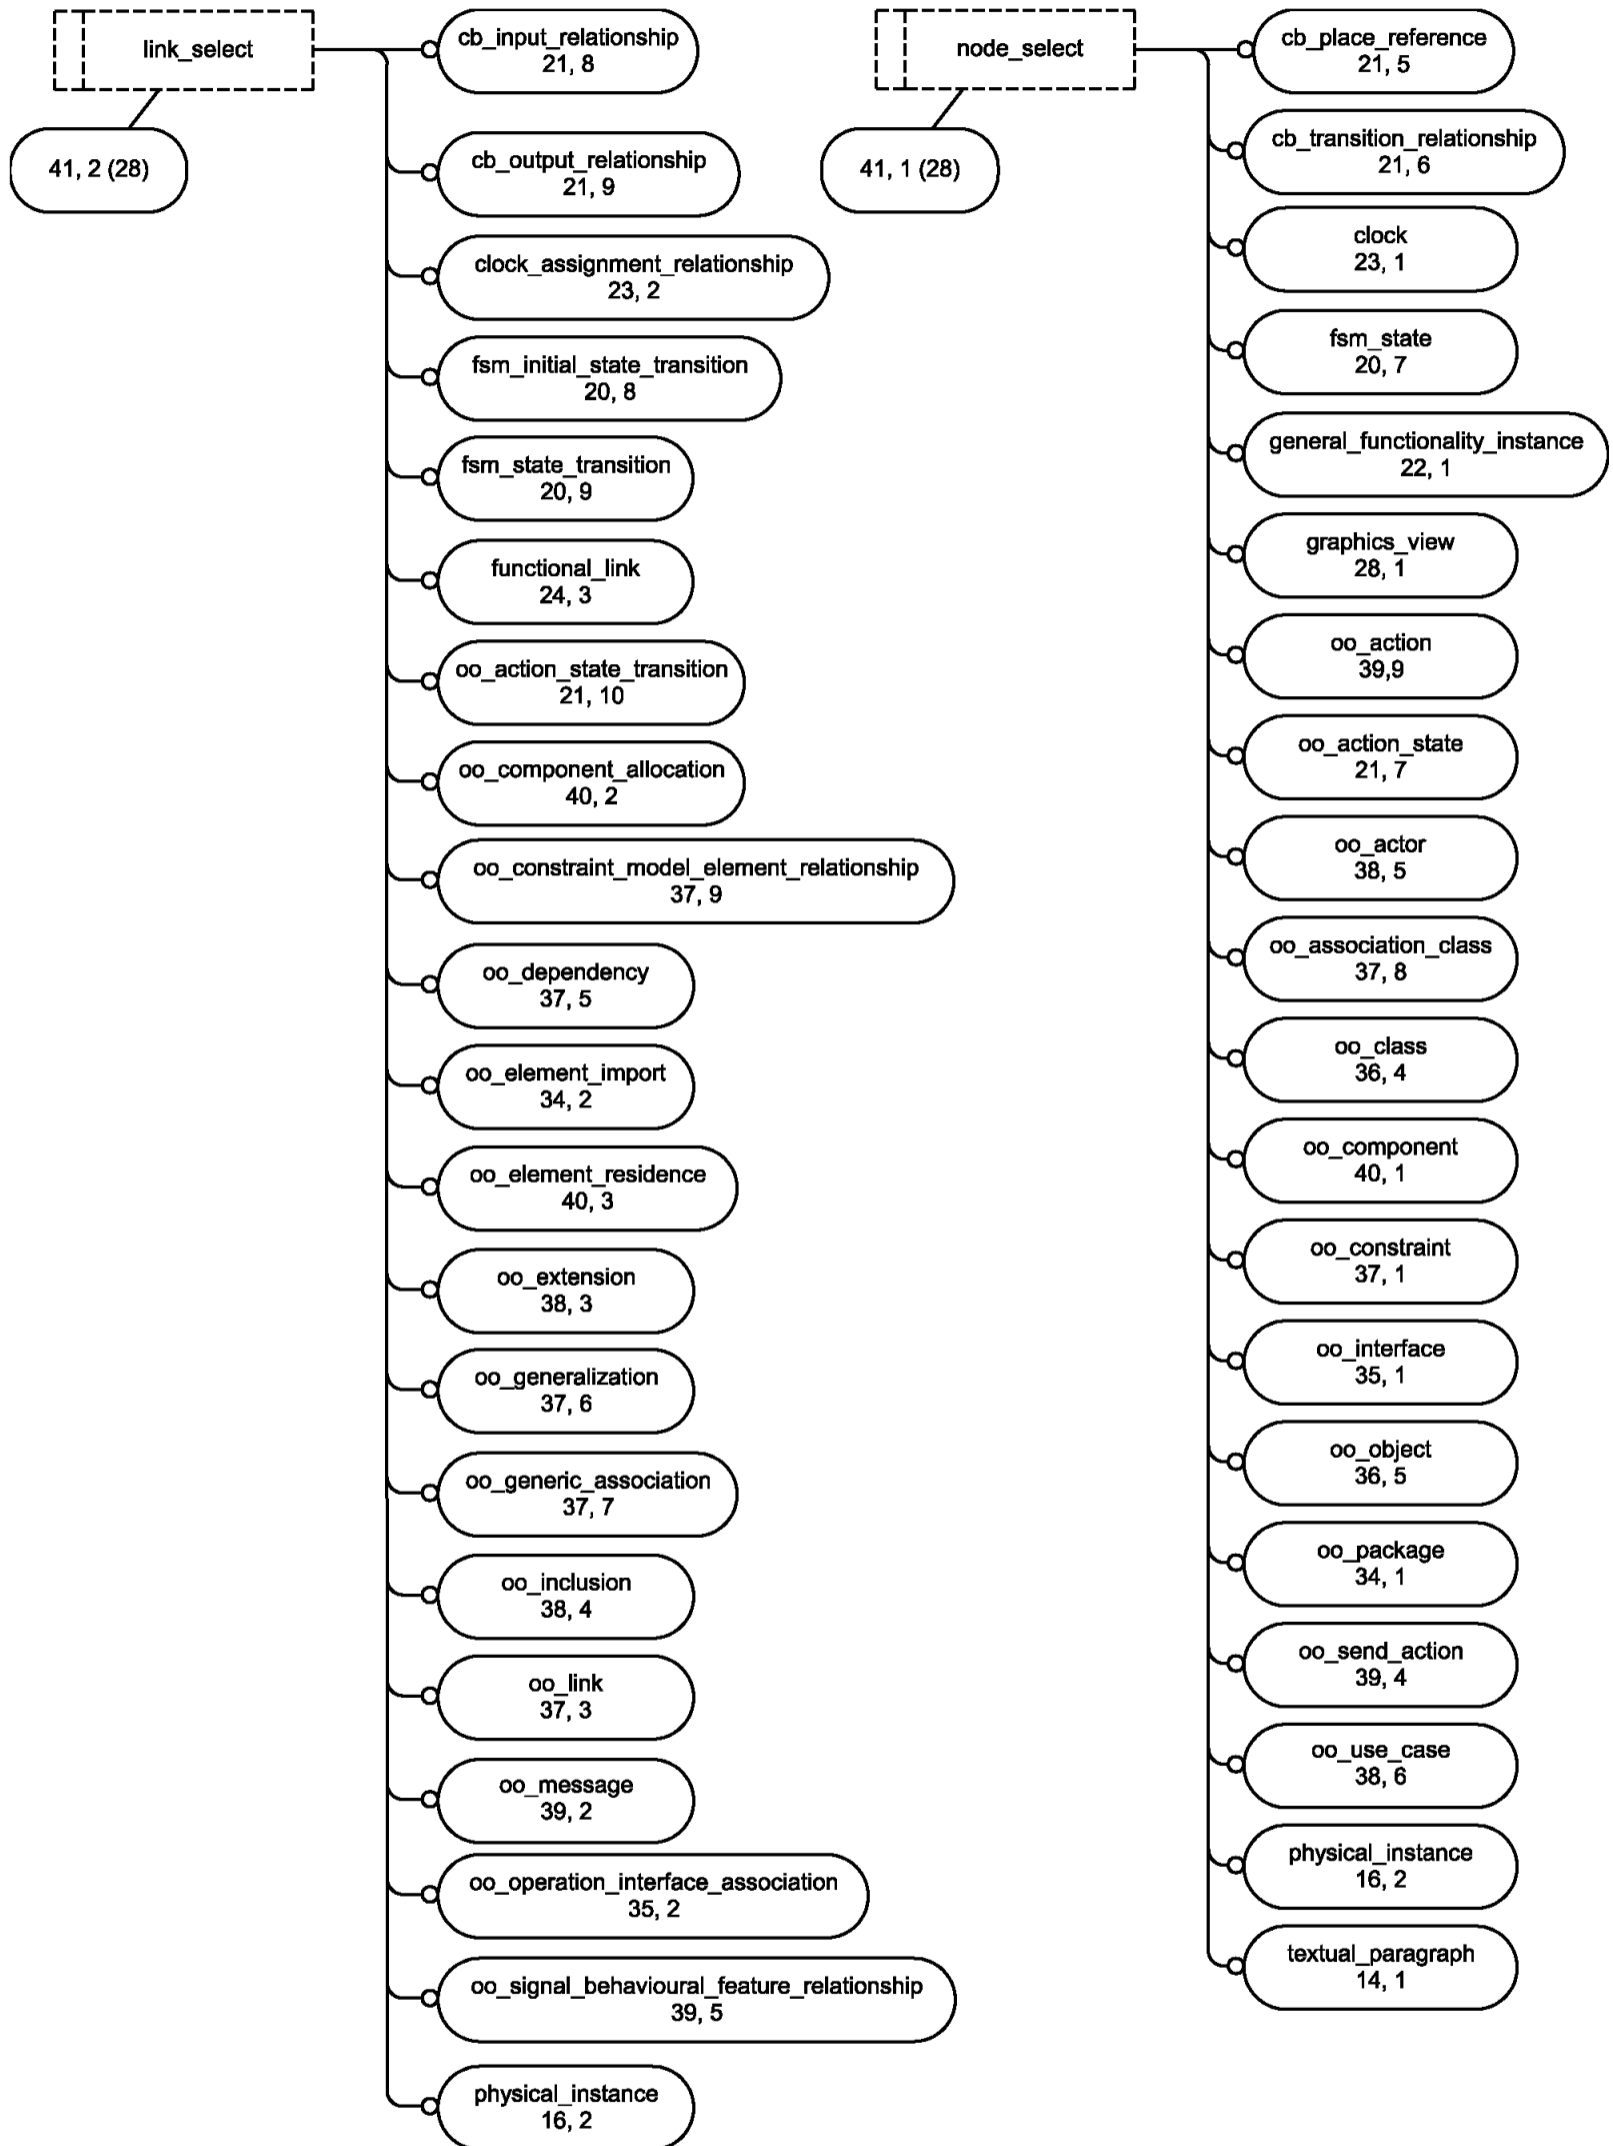 link_select
41, 2 (28)
cb_input_relationship
21, 8
cb_output_relationship
21, 9
clock_assignment_relationship
23, 2
fsm_initial_state_transition
20, 8
fsm_state_transition
20, 9
functional_link
24, 3
oo_action_state_transition
21, 10
oo_component_allocation
40, 2
oo_constraint_model_element_relationship
37, 9
oo_dependency
37, 5
oo_element_import
34, 2
oo_element_residence
40, 3
oo_extension
38, 3
oo_generalization
37, 6
oo_generic_association
37, 7
oo_inclusion
38, 4
oo_link
37, 3
oo_message
39, 2
oo_operation_interface_association
35, 2
oo_signal_behavioural_feature_relationship
39, 5
physical_instance
16, 2
node_select
41, 1 (28)
cb_place_reference
21, 5
cb_transition_relationship
21, 6
clock
23, 1
fsm_state
20, 7
general_functionality_instance
22, 1
graphics_view
28, 1
oo_action
39,9
oo_action_state
21, 7
oo_actor
38, 5
oo_association_class
37, 8
oo_class
36, 4
oo_component
40, 1
oo_constraint
37, 1
oo_interface
35, 1
oo_object
36, 5
oo_package
34, 1
oo_send_action
39, 4
oo_use_case
38, 6
physical_instance
16, 2
textual_paragraph
14, 1